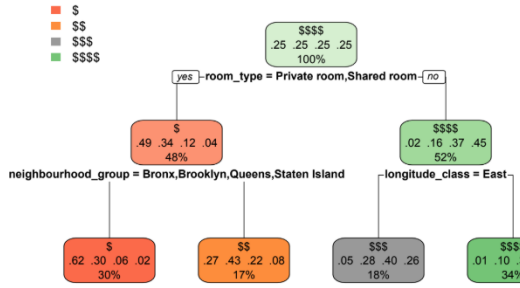 $
$$
$$$
$$$$
$$$$
.25 .25 .25 .25
100%
yes room_type = Private room,Shared room no
$
.49 .34 .12 .04
48%
$$$$
.02 .16 .37 .45
52%
neighbourhood_group = Bronx,Brooklyn,Queens,Staten Island
longitude_class = East
$
.62 .30 .06 .02
30%
$$
.27 .43 .22 .08
17%
$$$
.05 .28 .40 .26
18%
$$$$
.01 .10
34%